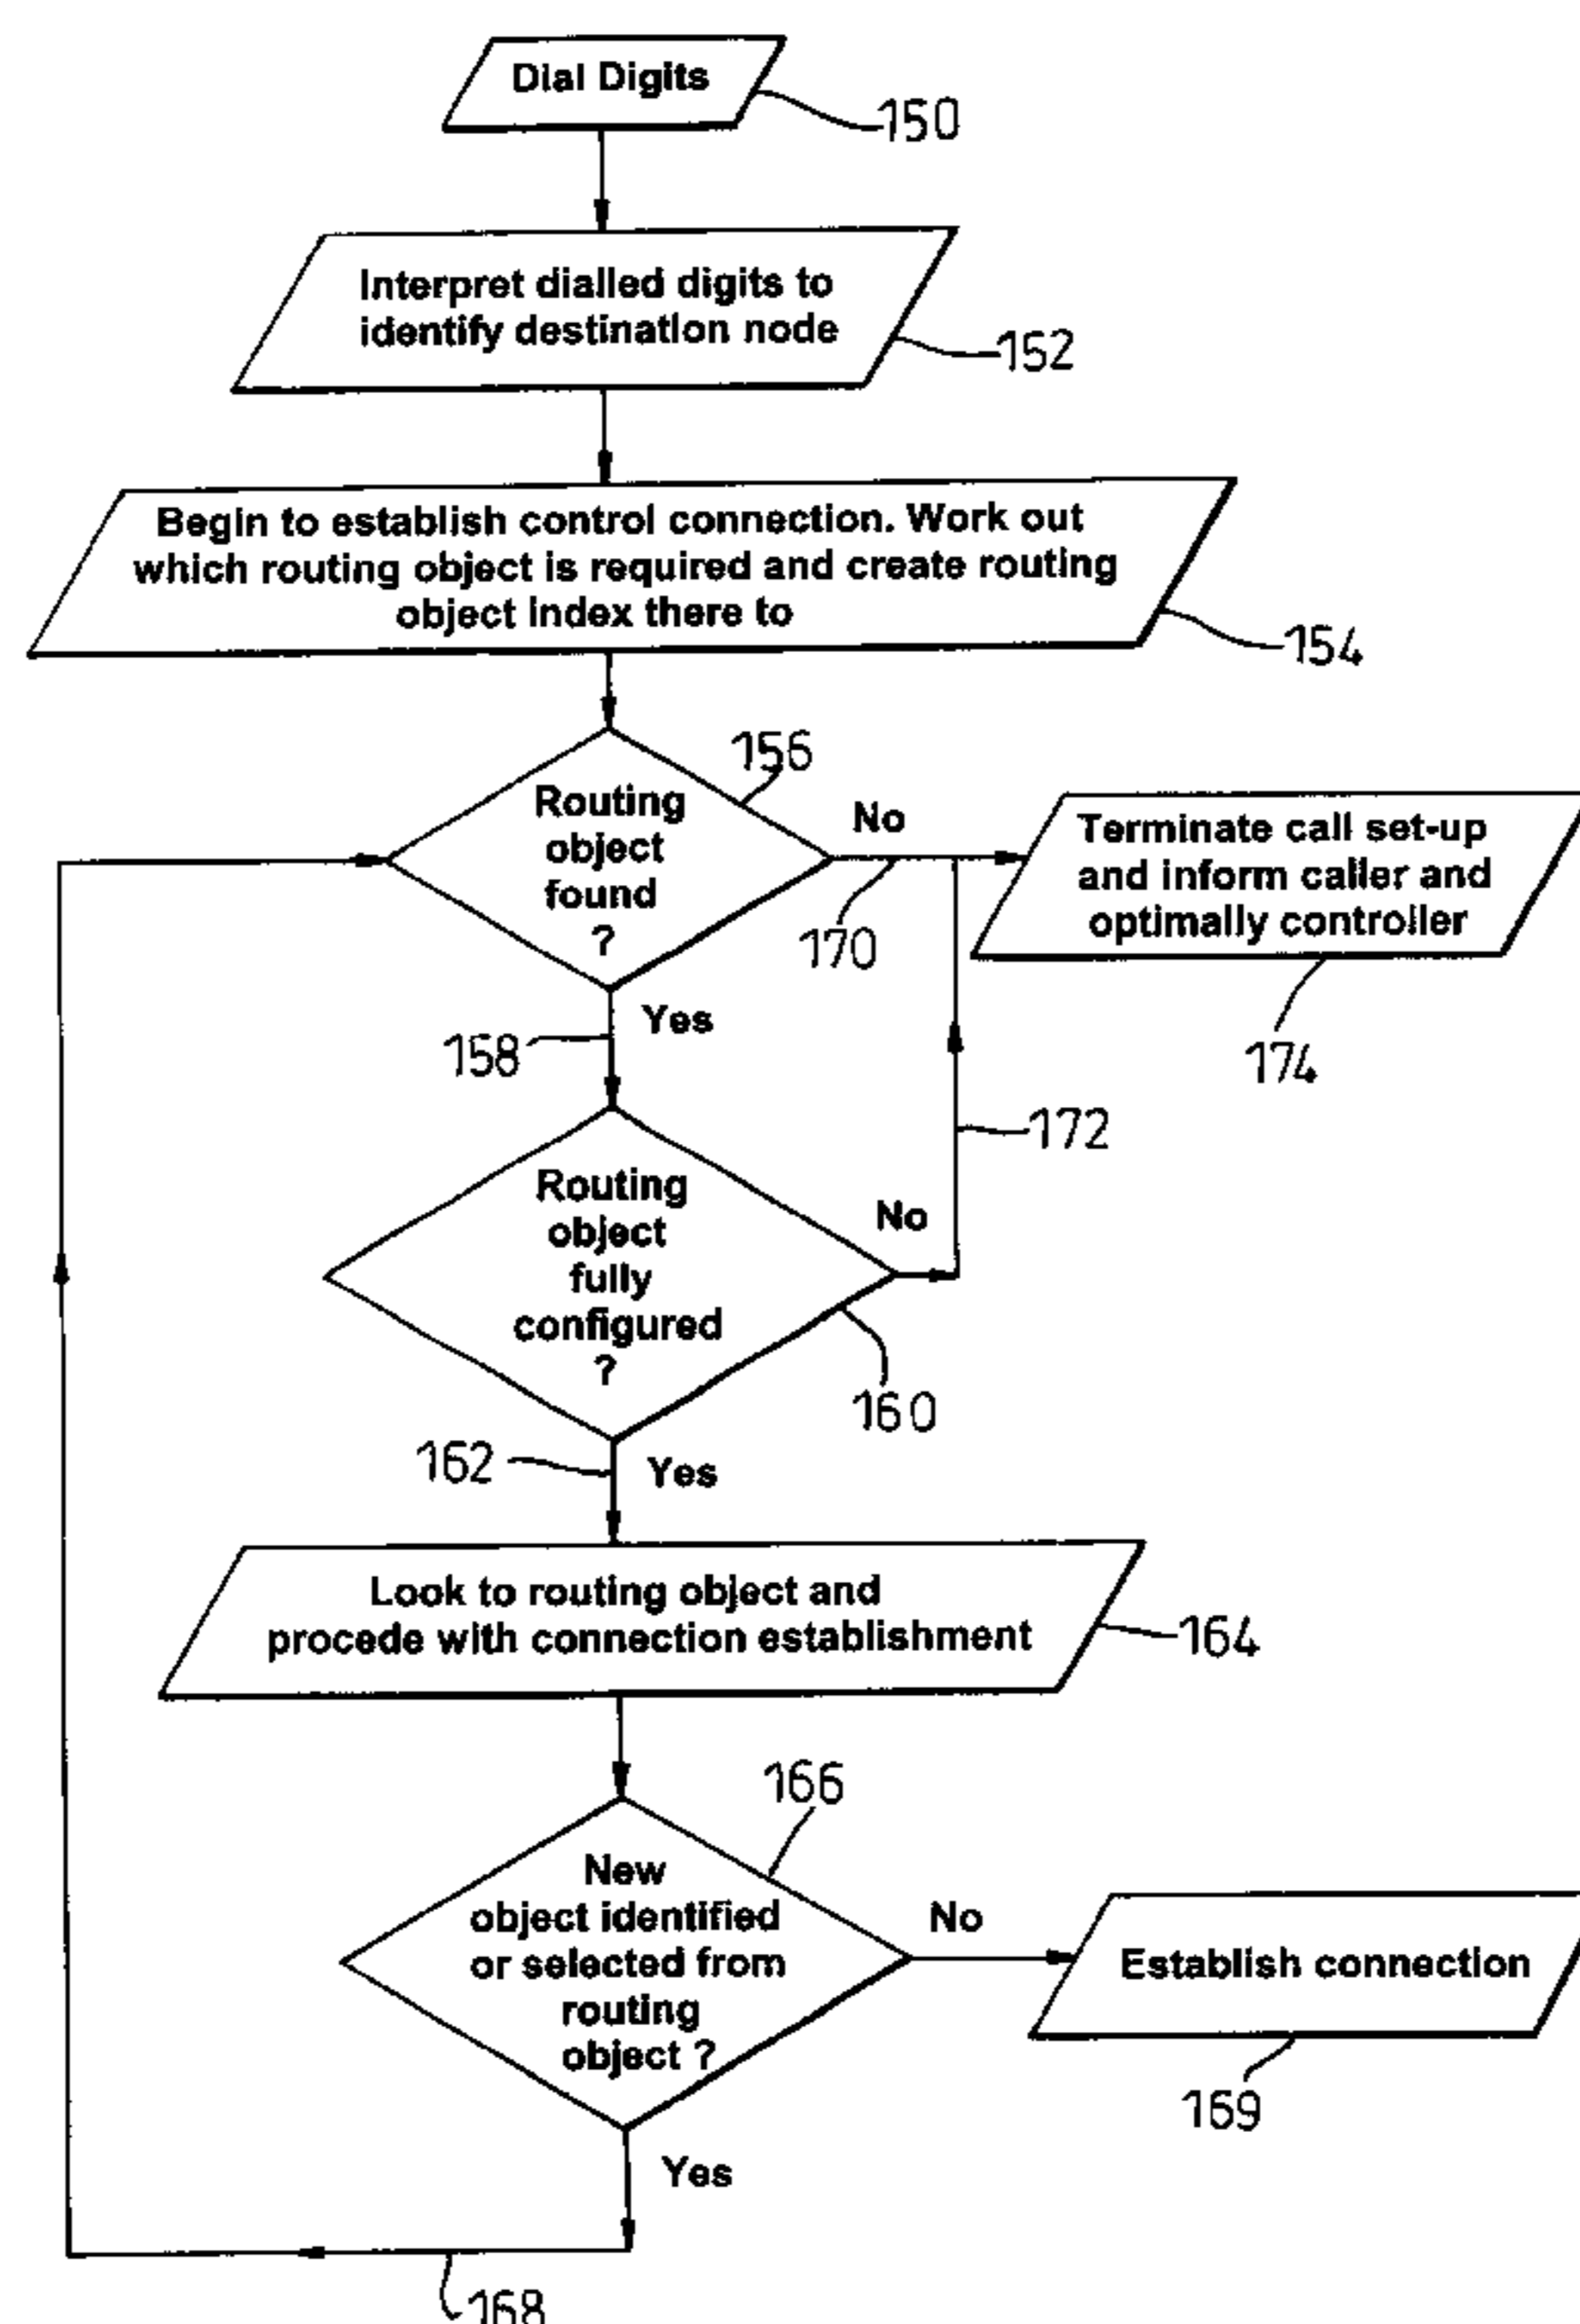 Dial Digits
150
Interpret dialled digits to
identify destination node
152
Begin to establish control connection. Work out
which routing object is required and create routing
object index there to
154
156
Routing
object
found
?
No
170
Terminate call set-up
and inform caller and
optimally controller
174
Yes
158
172
Routing
object
fully
configured
?
No
160
162
Yes
Look to routing object and
procede with connection establishment
164
166
New
object identified
or selected from
routing
object ?
No
Establish connection
169
Yes
168